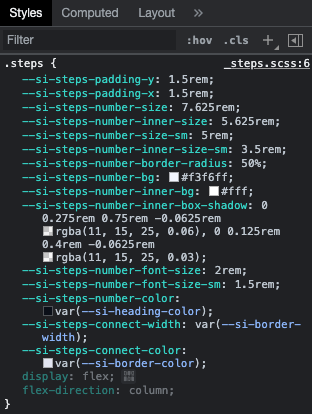 Styles Computed Layout »
Filter :hov .cls +
.steps { _steps.scss:6
--si-steps-padding-y: 1.5rem;
--si-steps-padding-x: 1.5rem;
--si-steps-number-size: 7.625rem;
--si-steps-number-inner-size: 5.625rem;
--si-steps-number-size-sm: 5rem;
--si-steps-number-inner-size-sm: 3.5rem;
--si-steps-number-border-radius: 50%;
--si-steps-number-bg: #f3f6ff;
--si-steps-number-inner-bg: #fff;
--si-steps-number-inner-box-shadow: 0
0.275rem 0.75rem -0.0625rem
rgba(11, 15, 25, 0.06), 0 0.125rem
0.4rem -0.0625rem
rgba(11, 15, 25, 0.03);
--si-steps-number-font-size: 2rem;
--si-steps-number-font-size-sm: 1.5rem;
--si-steps-number-color:
var(--si-heading-color);
--si-steps-connect-width: var(--si-border-
width);
--si-steps-connect-color:
var(--si-border-color);
display: flex;
flex-direction: column;
}